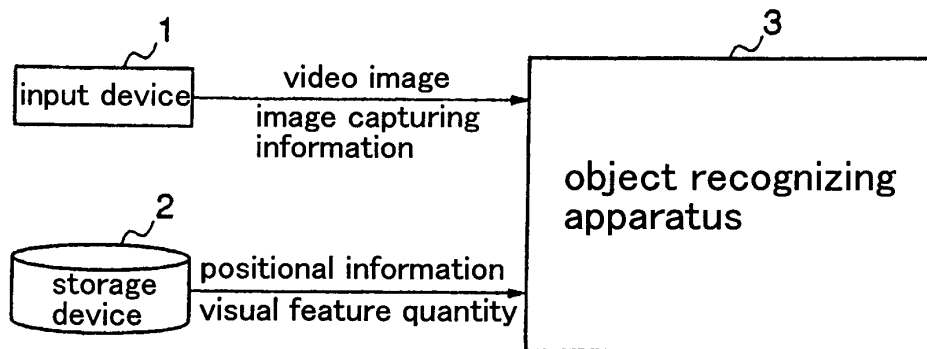 1
input device
video image
image capturing
information
2
storage
device
positional information
visual feature quantity
3
object recognizing
apparatus